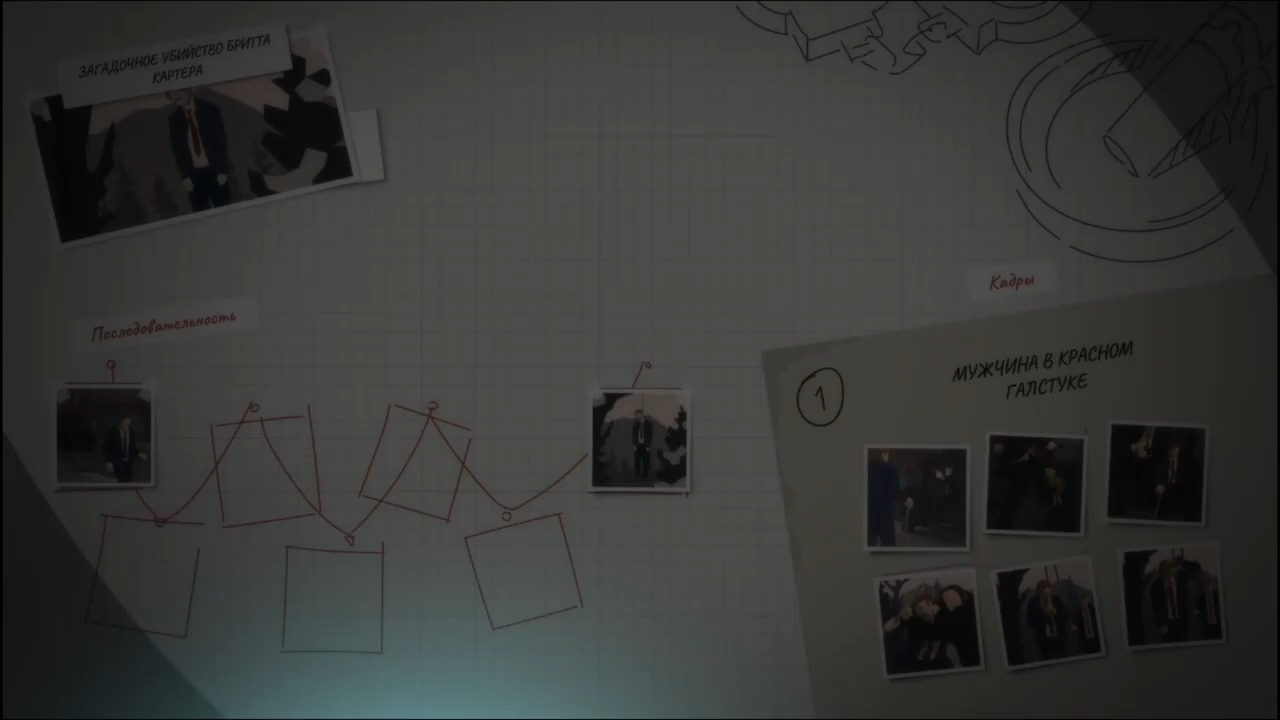 ЗАГАДОЧНОЕ УБИЙСТВО БРИТТА
КАРТЕРА
Последовательность
Кадры
1
МУЖЧИНА В КРАСНОМ
ГАЛСТУКЕ